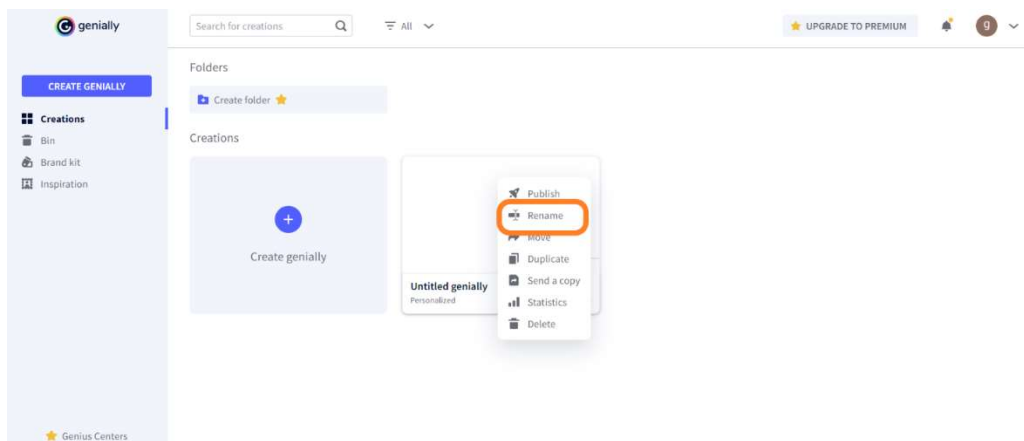 genially
Search for creations
All
UPGRADE TO PREMIUM
g
CREATE GENIALLY
Creations
Bin
Brand kit
Inspiration
Genius Centers
Folders
Create folder
Creations
Create genially
Untitled genially
Personalized
Publish
Rename
Move
Duplicate
Send a copy
Statistics
Delete